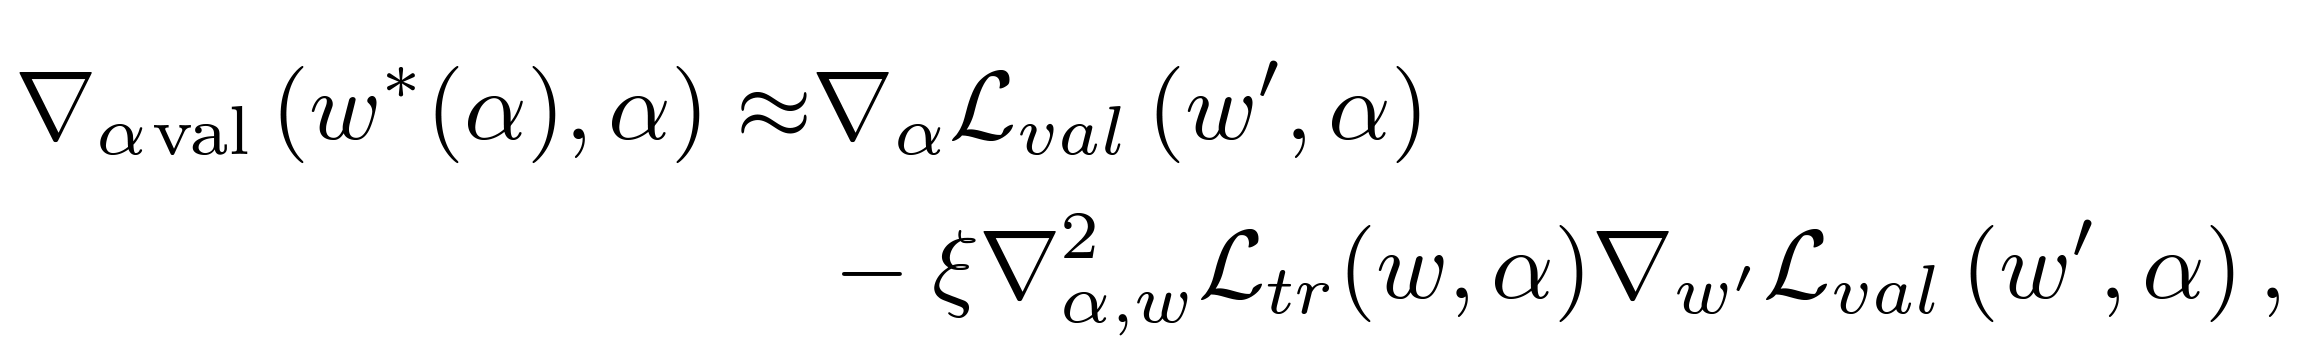 ∇_{α val} (w^*(α), α) ≈ ∇_α ℒ_{val} (w′, α)
− ξ∇^2_{α,w} ℒ_{tr}(w, α)∇_{w′} ℒ_{val} (w′, α) ,